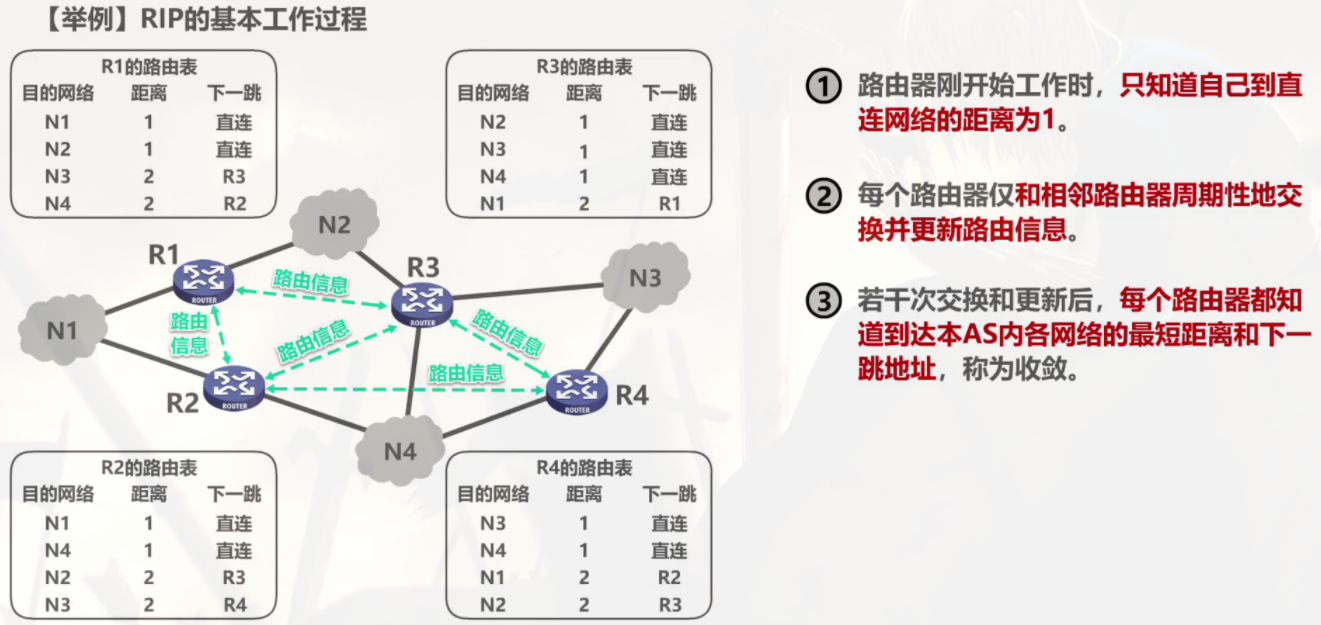 【举例】RIP的基本工作过程
R1的路由表
目的网络 距离 下一跳
N1 1 直连
N2 1 直连
N3 2 R3
N4 2 R2
R3的路由表
目的网络 距离 下一跳
N2 1 直连
N3 1 直连
N4 1 直连
N1 2 R1
N2
R1
ROUTER
路由信息
R3
ROUTER
N3
N1
路由
信息
路由信息
路由信息
路由信息
R2
ROUTER
R4
ROUTER
N4
R2的路由表
目的网络 距离 下一跳
N1 1 直连
N4 1 直连
N2 2 R3
N3 2 R4
R4的路由表
目的网络 距离 下一跳
N3 1 直连
N4 1 直连
N1 2 R2
N2 2 R3
1 路由器刚开始工作时，只知道自己到直
连网络的距离为1。
2 每个路由器仅和相邻路由器周期性地交
换并更新路由信息。
3 若干次交换和更新后，每个路由器都知
道到达本AS内各网络的最短距离和下一
跳地址，称为收敛。